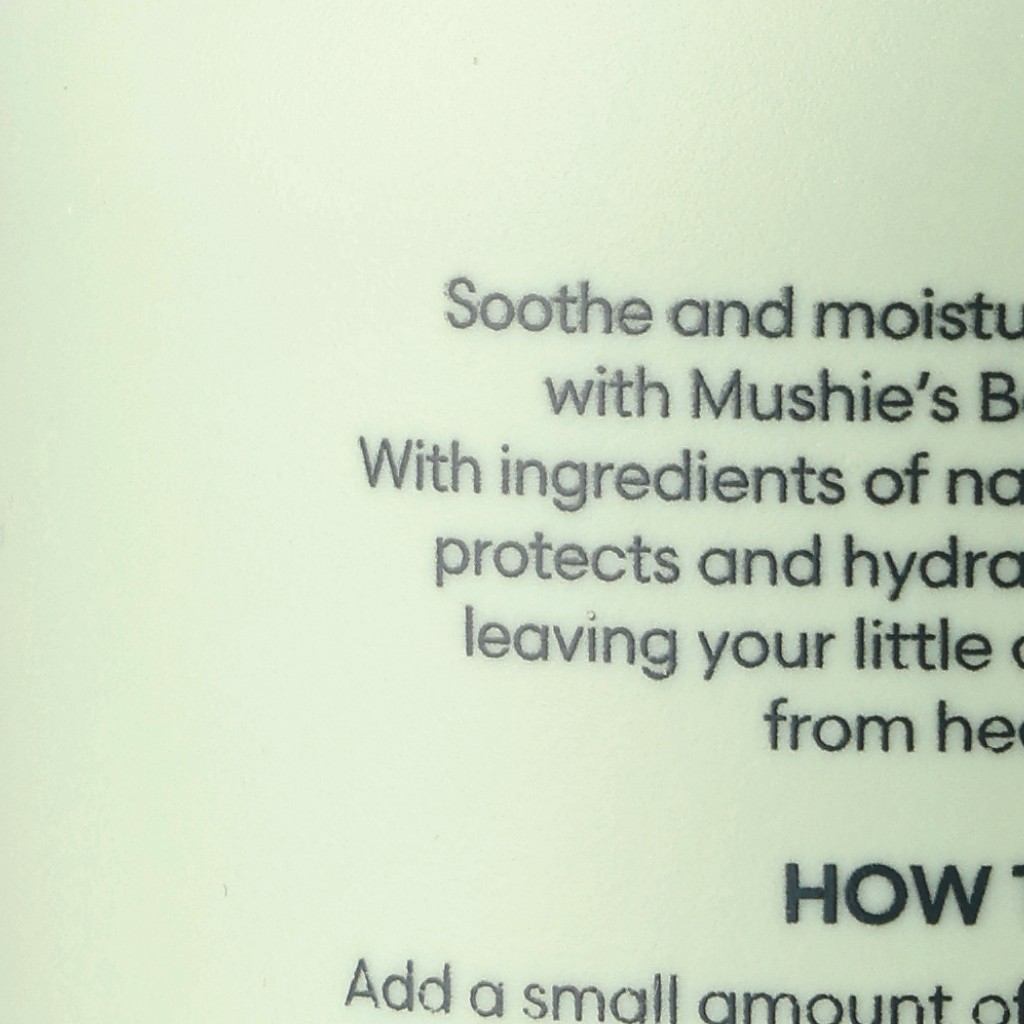 Soothe and moistu
with Mushie's B
With ingredients of na
protects and hydra
leaving your little
from hea
HOW T
Add a small amount of